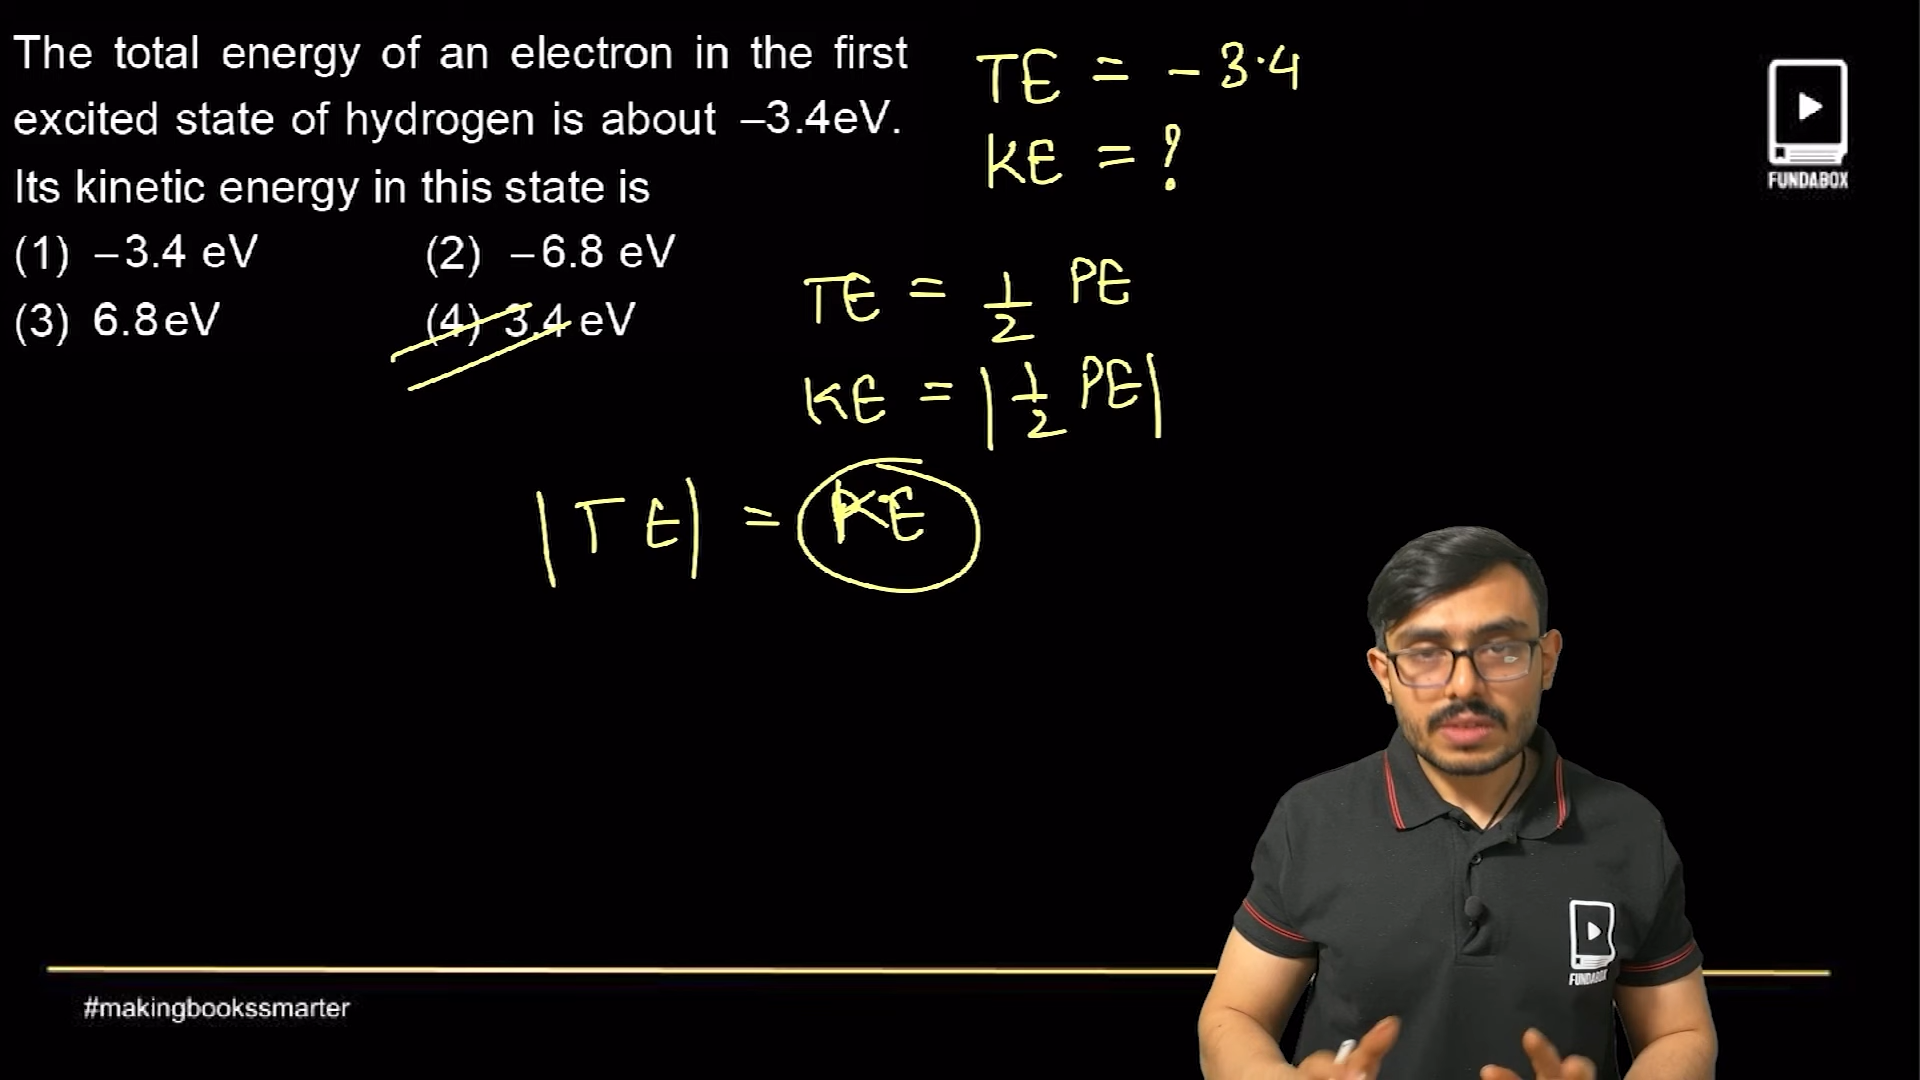 The total energy of an electron in the first
excited state of hydrogen is about –3.4eV.
Its kinetic energy in this state is
(1) –3.4 eV (2) –6.8 eV
(3) 6.8eV (4) 3.4 eV
TE = -3.4
KE = ?
TE = 1/2 PE
KE = |1/2 PE|
|TE| = KE
FUNDABOX
FUNDABOX
#makingbookssmarter